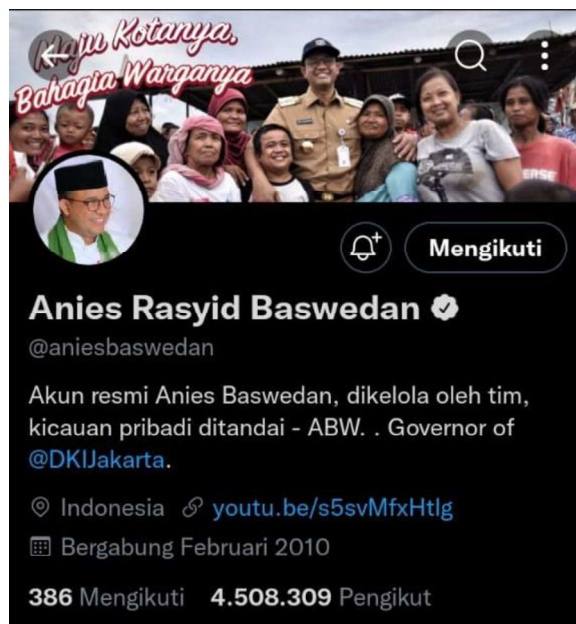 Maju Kotanya,
Bahagia Warganya
Mengikuti
Anies Rasyid Baswedan
@aniesbaswedan
Akun resmi Anies Baswedan, dikelola oleh tim,
kicauan pribadi ditandai - ABW. . Governor of
@DKIJakarta.
Indonesia youtu.be/s5svMfxHtlg
Bergabung Februari 2010
386 Mengikuti 4.508.309 Pengikut